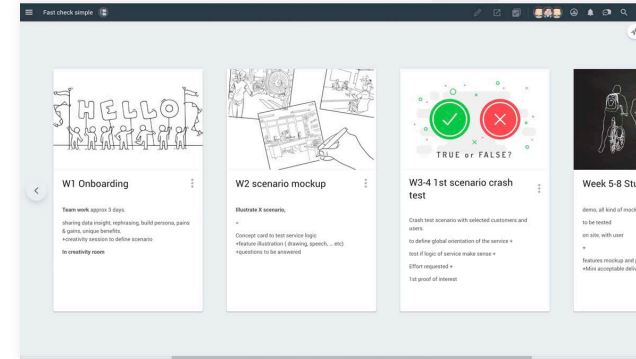 Fast check simple
HELLO
TRUE or FALSE?
W1 Onboarding
Team work approx 3 days.
sharing data insight, rephrasing, build persona, pains
& gains, unique benefits.
+creativity session to define scenario
In creativity room
W2 scenario mockup
Illustrate X scenario,
+
Concept card to test service logic
+feature illustration ( drawing, speech, .. etc)
+questions to be answered
W3-4 1st scenario crash
test
Crash test scenario with selected customers and
users.
to define global orientation of the service +
test if logic of service make sense +
Effort requested +
1st proof of interest
Week 5-8 Stu
demo, all kind of mock
to be tested
on site, with user
+
features mockup and
+Mini acceptable deliv